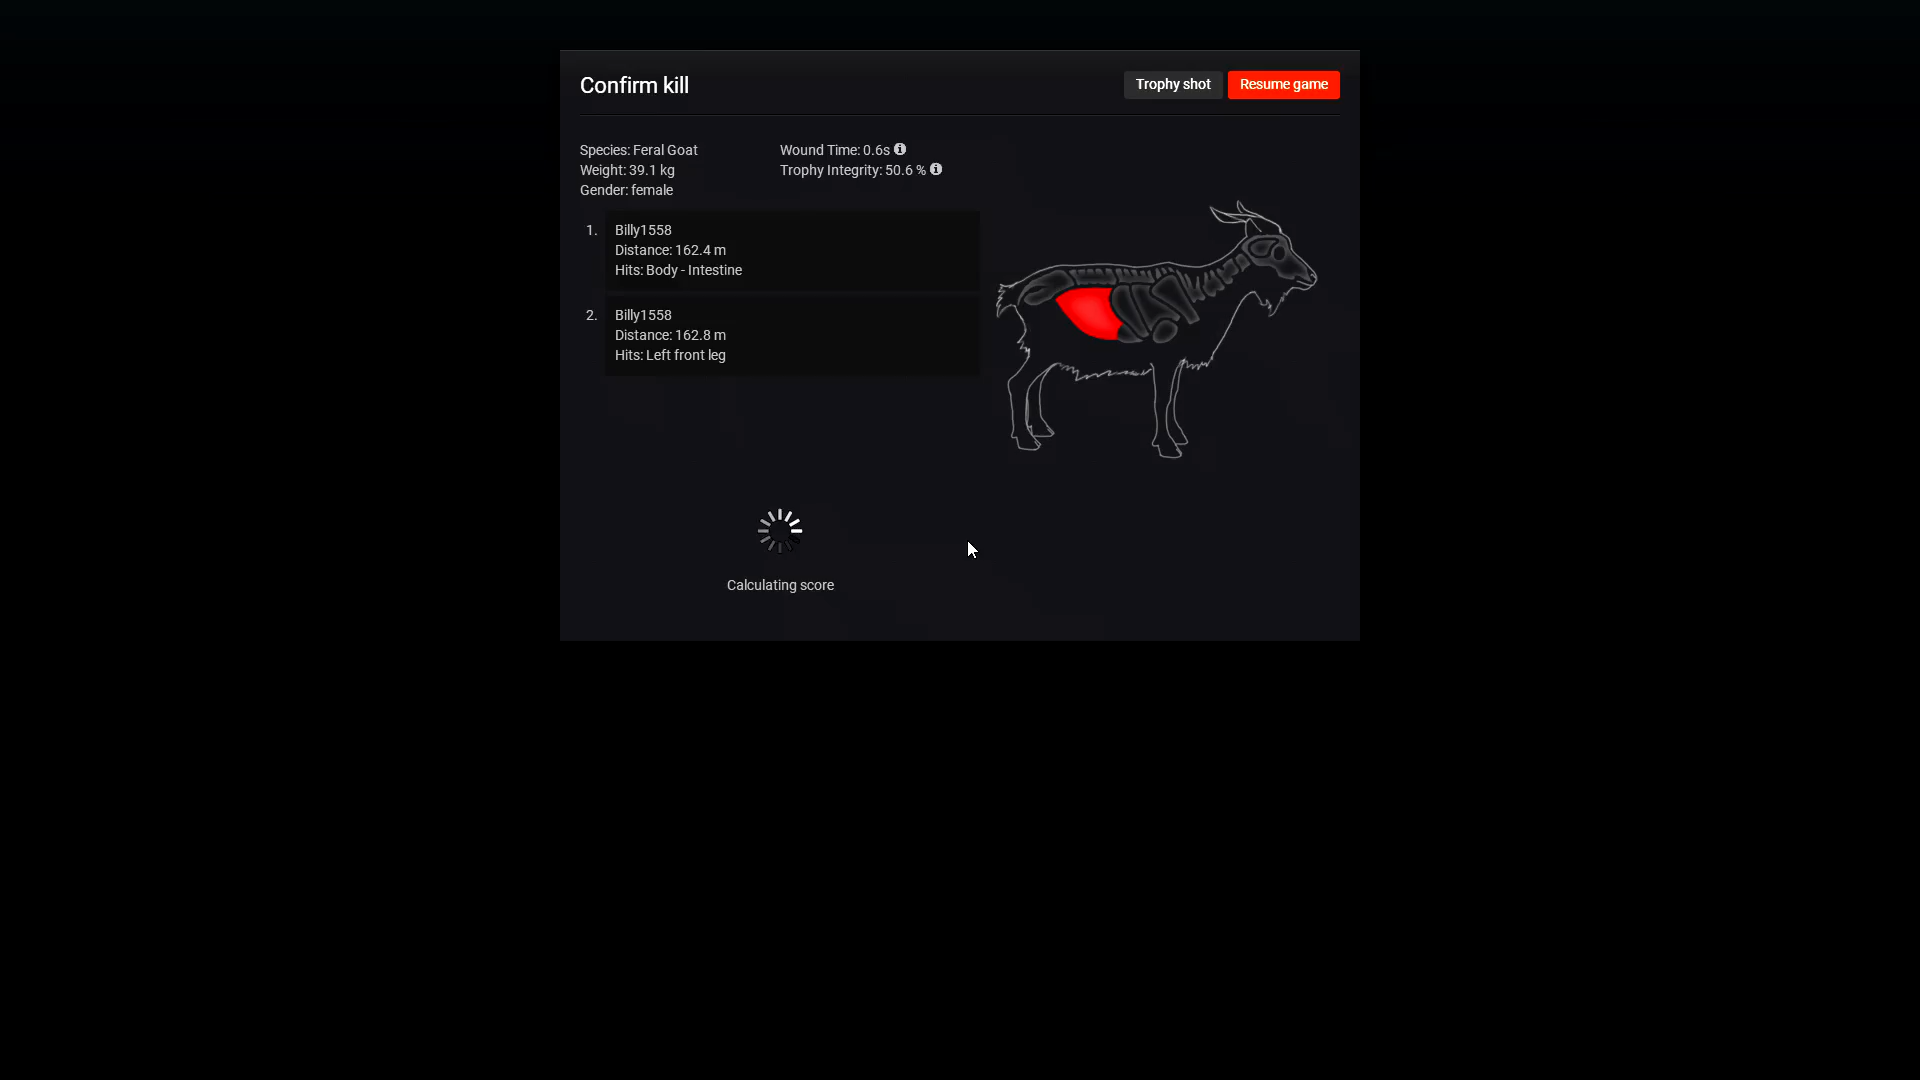 Confirm kill
Trophy shot
Resume game
Species: Feral Goat
Weight: 39.1 kg
Gender: female
Wound Time: 0.6s
Trophy Integrity: 50.6 %
1.
Billy1558
Distance: 162.4 m
Hits: Body - Intestine
2.
Billy1558
Distance: 162.8 m
Hits: Left front leg
Calculating score